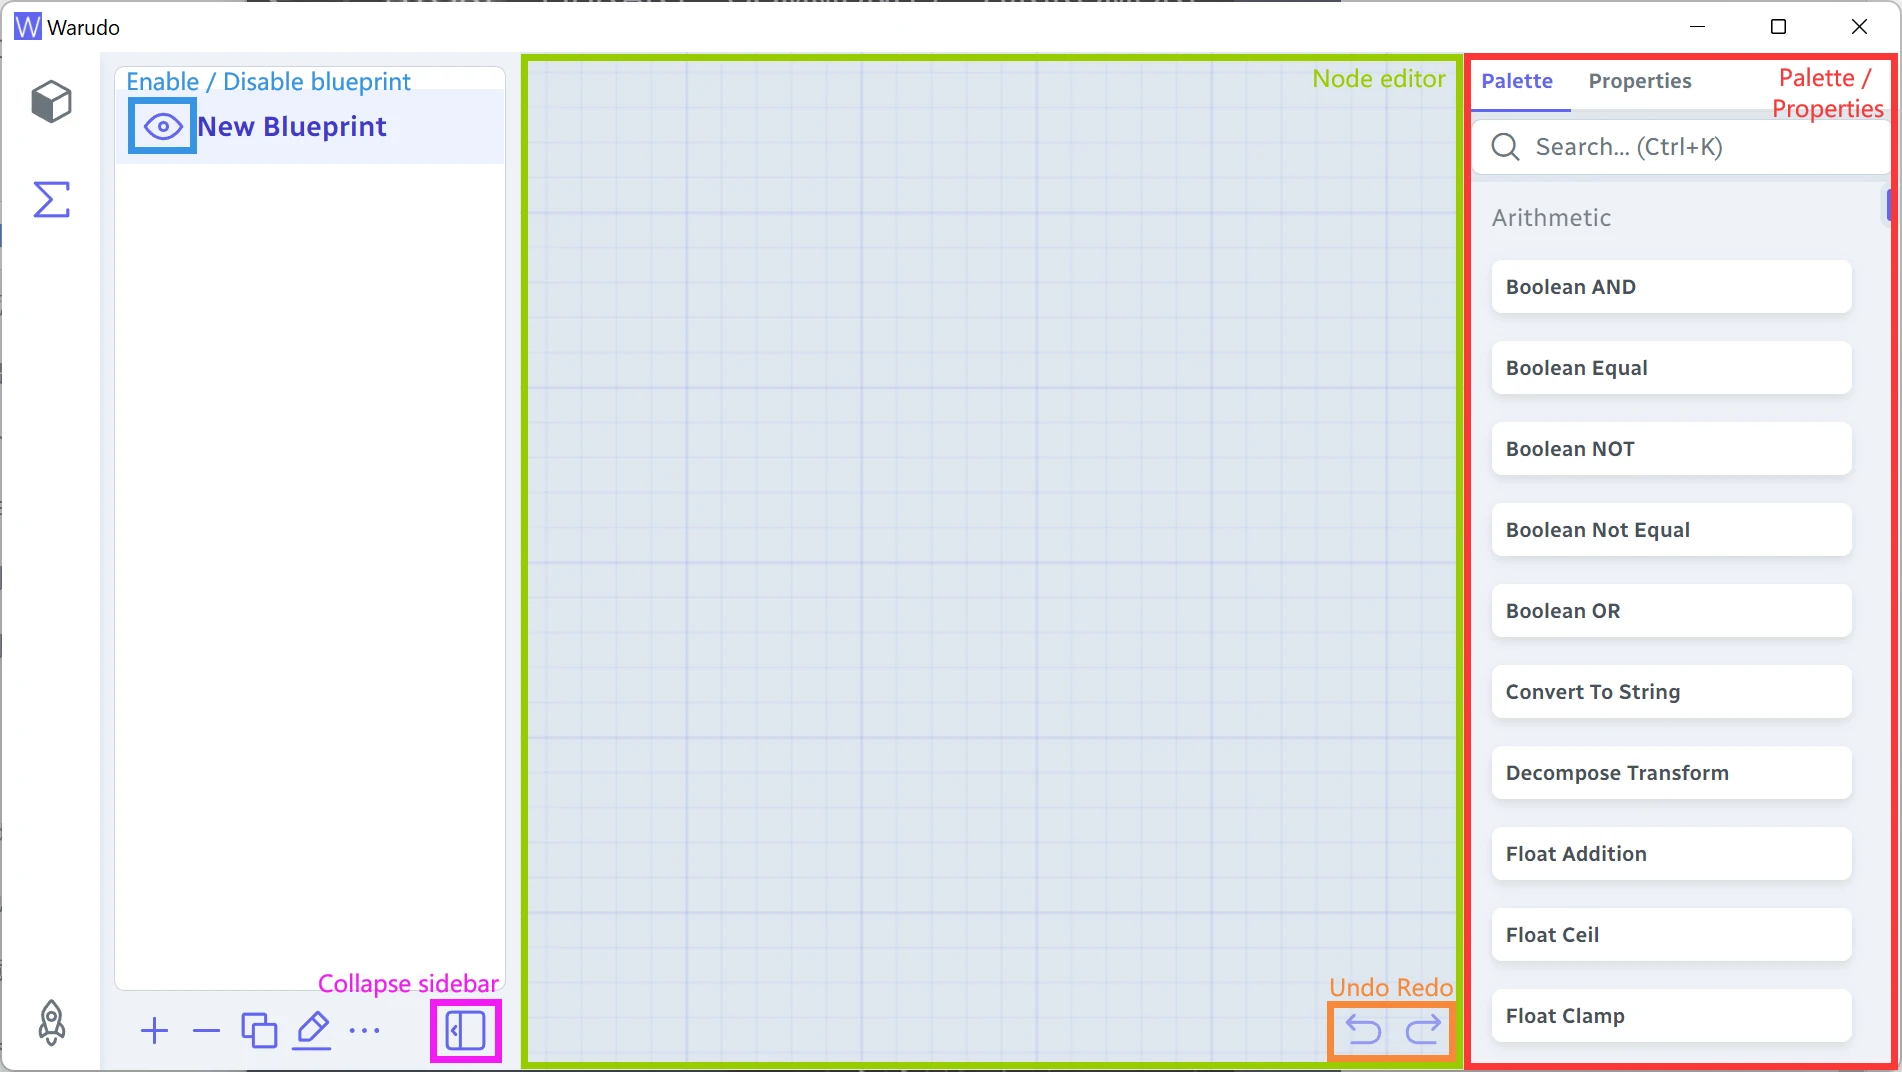 W Warudo
Enable / Disable blueprint
New Blueprint
Collapse sidebar
Node editor
Undo Redo
Palette
Properties
Palette /
Properties
Search... (Ctrl+K)
Arithmetic
Boolean AND
Boolean Equal
Boolean NOT
Boolean Not Equal
Boolean OR
Convert To String
Decompose Transform
Float Addition
Float Ceil
Float Clamp